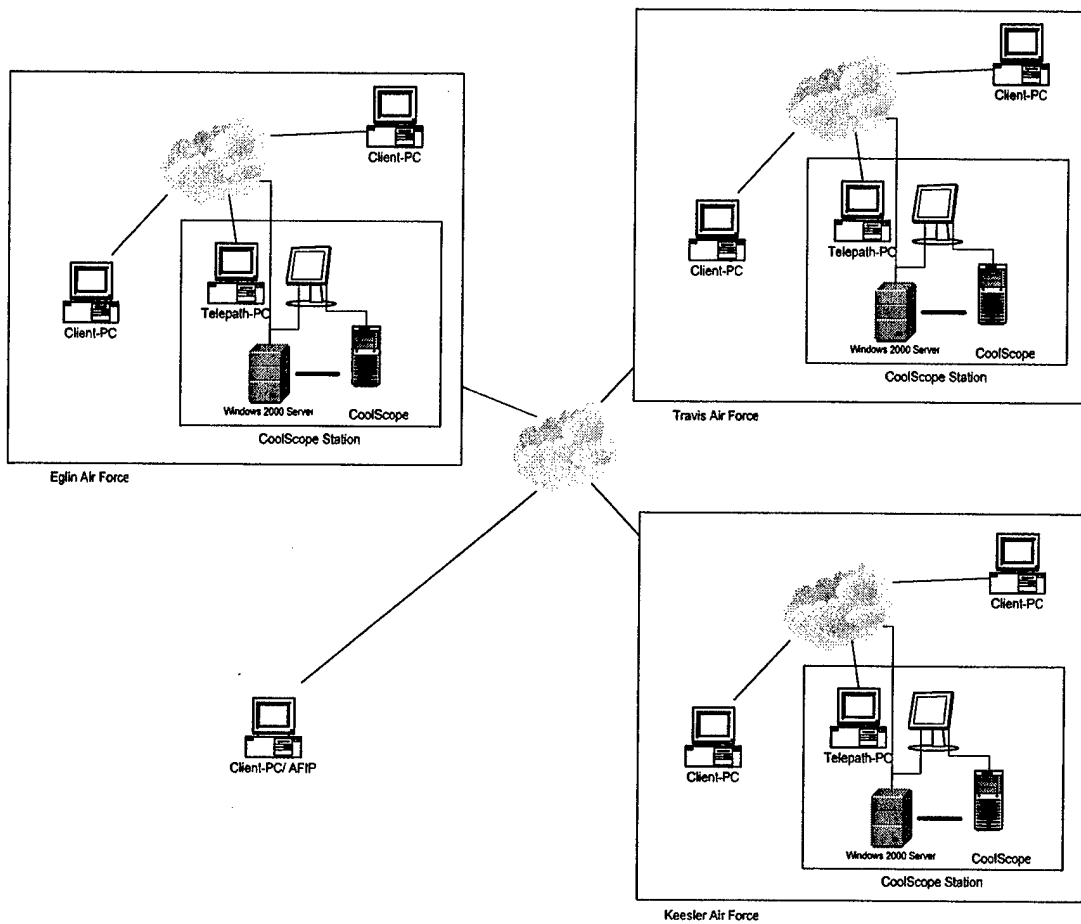 Client-PC
Client-PC
Telepath-PC
Windows 2000 Server
CoolScope
CoolScope Station
Eglin Air Force
Client-PC
Client-PC
Telepath-PC
Windows 2000 Server
CoolScope
CoolScope Station
Travis Air Force
Client-PC/ AFIP
Client-PC
Client-PC
Telepath-PC
Windows 2000 Server
CoolScope
CoolScope Station
Keesler Air Force